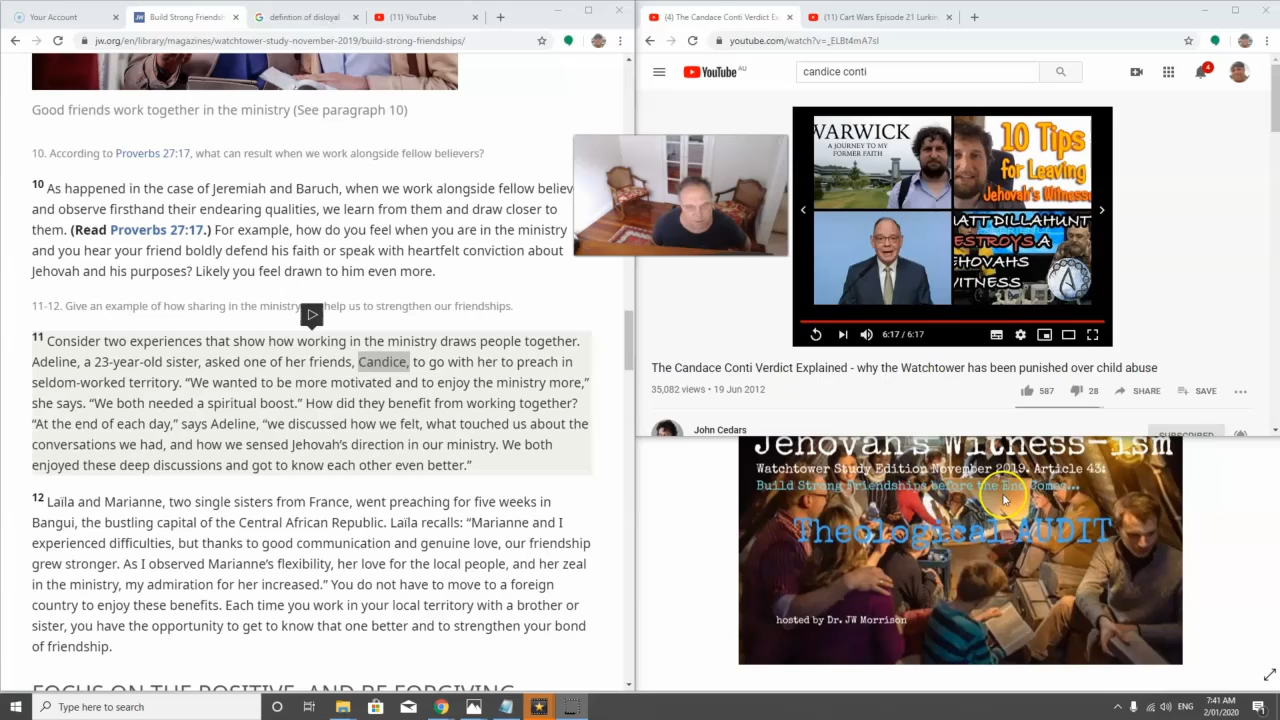 Your Account
Build Strong Friendsh
defintion of disloyal
(11) YouTube
jw.org/en/library/magazines/watchtower-study-november-2019/build-strong-friendships/
Good friends work together in the ministry (See paragraph 10)
10. According to Proverbs 27:17, what can result when we work alongside fellow believers?
10 As happened in the case of Jeremiah and Baruch, when we work alongside fellow believ
and observe firsthand their endearing qualities, we learn from them and draw closer to
them. (Read Proverbs 27:17.) For example, how do you feel when you are in the ministry
and you hear your friend boldly defend his faith or speak with heartfelt conviction about
Jehovah and his purposes? Likely you feel drawn to him even more.
11-12. Give an example of how sharing in the ministry help us to strengthen our friendships.
11 Consider two experiences that show how working in the ministry draws people together.
Adeline, a 23-year-old sister, asked one of her friends, Candice, to go with her to preach in
seldom-worked territory. “We wanted to be more motivated and to enjoy the ministry more,”
she says. “We both needed a spiritual boost.” How did they benefit from working together?
“At the end of each day,” says Adeline, “we discussed how we felt, what touched us about the
conversations we had, and how we sensed Jehovah’s direction in our ministry. We both
enjoyed these deep discussions and got to know each other even better.”
12 Laila and Marianne, two single sisters from France, went preaching for five weeks in
Bangui, the bustling capital of the Central African Republic. Laila recalls: “Marianne and I
experienced difficulties, but thanks to good communication and genuine love, our friendship
grew stronger. As I observed Marianne’s flexibility, her love for the local people, and her zeal
in the ministry, my admiration for her increased.” You do not have to move to a foreign
country to enjoy these benefits. Each time you work in your local territory with a brother or
sister, you have the opportunity to get to know that one better and to strengthen your bond
of friendship.
FOCUS ON THE POSITIVE, AND BE FORGIVING
(4) The Candace Conti Verdict Ex
(11) Cart Wars Episode 21 Lurkin
youtube.com/watch?v=_ELBt4mA7sI
YouTube AU
candice conti
4
WARWICK
A JOURNEY TO MY
FORMER FAITH
10 Tips
for Leaving
Jehovah's Witness
MATT DILLAHUNT
DESTROYS A
JEHOVAHS
WITNESS
6:17 / 6:17
The Candace Conti Verdict Explained - why the Watchtower has been punished over child abuse
35,082 views • 19 Jun 2012
587
28
SHARE
SAVE
John Cedars
SUBSCRIBED
Jehovah's Witness-ism
Watchtower Study Edition November 2019. Article 43:
Build Strong Friendships before the End Comes...
Theological AUDIT
hosted by Dr. JW Morrison
Type here to search
ENG
7:41 AM
2/01/2020
1